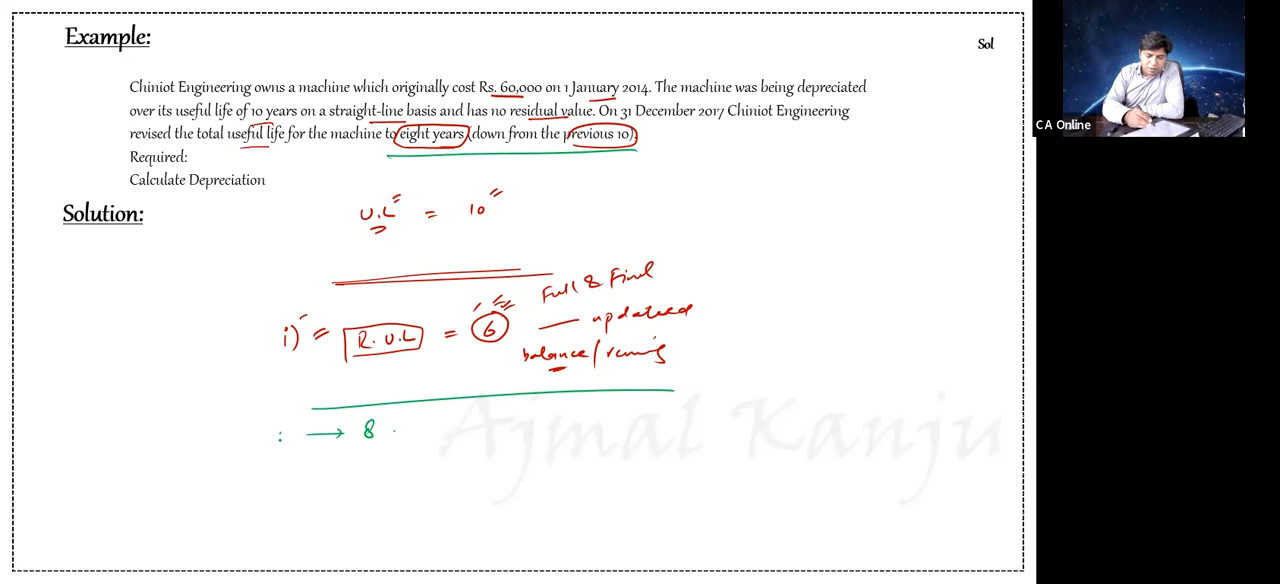 Example:
Sol
Chiniot Engineering owns a machine which originally cost Rs. 60,000 on 1 January 2014. The machine was being depreciated
over its useful life of 10 years on a straight-line basis and has no residual value. On 31 December 2017 Chiniot Engineering
revised the total useful life for the machine to eight years (down from the previous 10).
Required:
Calculate Depreciation
CA Online
Solution:
U.L = 10
Full & Final
i) = R.U.L = 6 — updated
balance/
: → 8
Ajmal Kanju